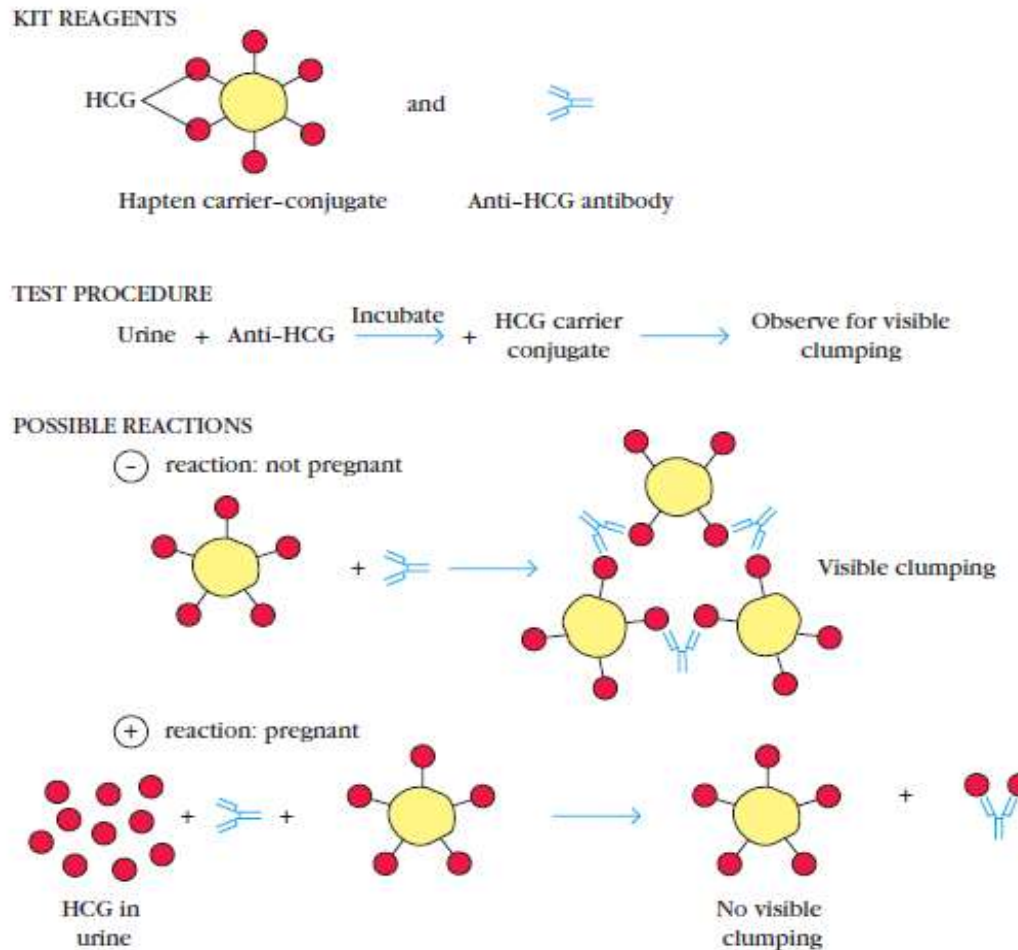 KIT REAGENTS
HCG
and
Hapten carrier-conjugate
Anti-HCG antibody
TEST PROCEDURE
Urine + Anti-HCG Incubate + HCG carrier
conjugate
Observe for visible
clumping
POSSIBLE REACTIONS
- reaction: not pregnant
+
Visible clumping
+ reaction: pregnant
+ + +
HCG in
urine
No visible
clumping